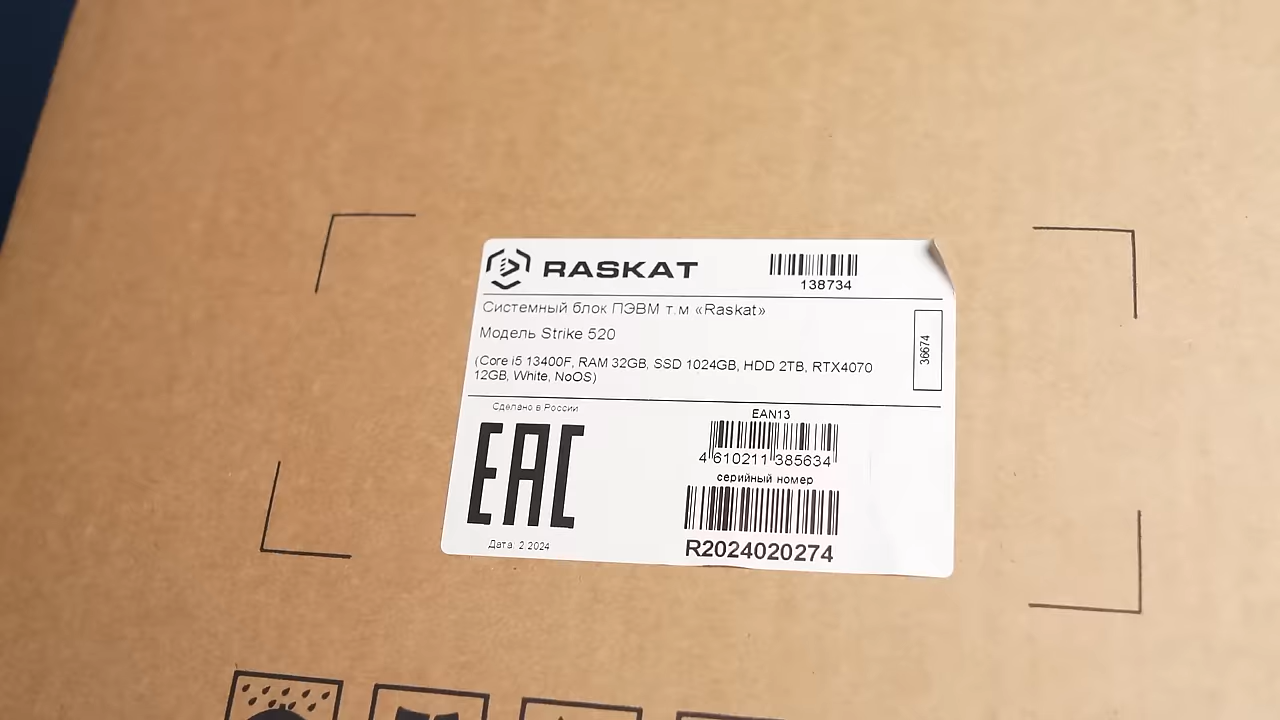 RASKAT
138734
Системный блок ПЭВМ т.м «Raskat»
Модель Strike 520
(Core i5 13400F, RAM 32GB, SSD 1024GB, HDD 2TB, RTX4070
12GB, White, NoOS)
36674
Сделано в России
EAC
Дата: 2.2024
EAN13
4 610211 385634
серийный номер
R2024020274